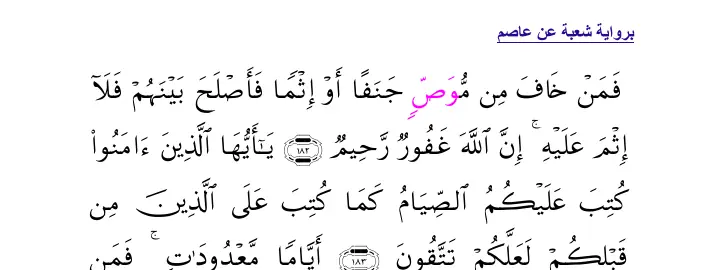 برواية شعبة عن عاصم
فَمَنْ خَافَ مِن مُّوَصٍّ جَنَفًا أَوْ إِثْمًا فَأَصْلَحَ بَيْنَهُمْ فَلَآ
إِثْمَ عَلَيْهِ ۚ إِنَّ ٱللَّهَ غَفُورٌ رَّحِيمٌ ١٨٢ يَـٰٓأَيُّهَا ٱلَّذِينَ ءَامَنُوا۟
كُتِبَ عَلَيْكُمُ ٱلصِّيَامُ كَمَا كُتِبَ عَلَى ٱلَّذِينَ مِن
قَبْلِكُمْ لَعَلَّكُمْ تَتَّقُونَ ١٨٣ أَيَّامًا مَّعْدُودَٰتٍ ۚ فَمَن